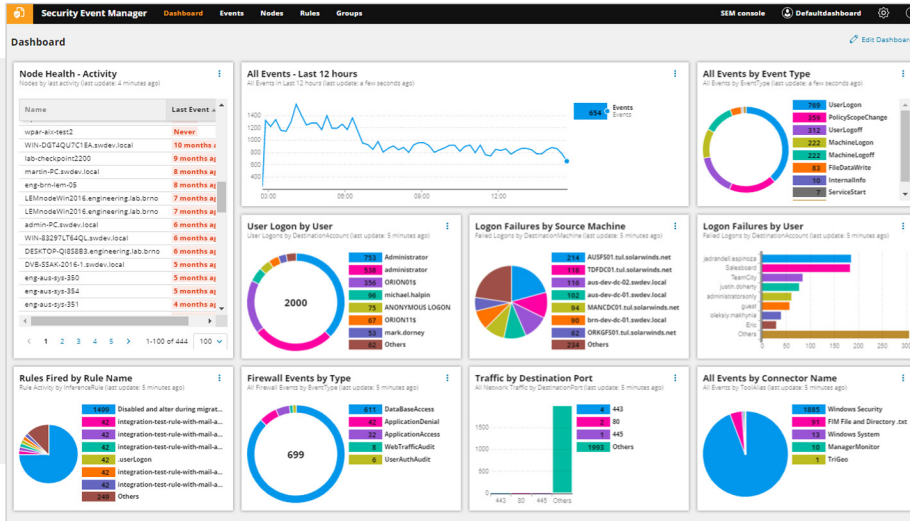 Security Event Manager Dashboard Events Nodes Rules Groups SEM console Defaultdashboard
Dashboard
Edit Dashboard
Node Health - Activity
Nodes by last activity (last update: 4 minutes ago)
Name Last Event
wpar-aix-test2 Never
WIN-DGT4QU7C1EA.swdev.local 10 months a
lab-checkpoint2200 9 months ag
martin-PC.swdev.local 8 months ag
eng-brn-lem-05 8 months ag
LEMnodeWin2016.engineering.lab.brno 7 months ag
LEMnodeWin2016.engineering.lab.brno 7 months ag
admin-PC.swdev.local 6 months ag
WIN-83297LT64QL.swdev.local 6 months ag
DESKTOP-QI858B3.engineering.lab.brno 6 months ag
DVB-SSAK-2016-1.swdev.local 5 months ag
eng-aus-sys-350 5 months ag
eng-aus-sys-354 5 months ag
eng-aus-sys-351 4 months ag
1 2 3 4 5 1-100 of 444 100
All Events - Last 12 hours
All Events in Last 12 hours (last update: a few seconds ago)
1400
1200
1000
800
600
400
03:00 06:00 09:00 12:00
654 Events
Events
All Events by Event Type
All Events by EventType (last update: a few seconds ago)
769 UserLogon
359 PolicyScopeChange
312 UserLogoff
222 MachineLogon
222 MachineLogoff
83 FileDataWrite
10 InternalInfo
7 ServiceStart
User Logon by User
User Logons by DestinationAccount (last update: 5 minutes ago)
2000
753 Administrator
538 administrator
356 ORION01$
96 michael.halpin
75 ANONYMOUS LOGON
67 ORION11$
53 mark.dorney
62 Others
Logon Failures by Source Machine
Failed Logons by DestinationMachine (last update: 5 minutes ago)
214 AUSFS01.tul.solarwinds.net
118 TDFDC01.tul.solarwinds.net
110 aus-dev-dc-02.swdev.local
102 aus-dev-dc-01.swdev.local
94 MANCDC01.tul.solarwinds.net
90 brn-dev-dc-01.swdev.local
62 ORKGFS01.tul.solarwinds.net
234 Others
Logon Failures by User
Failed Logons by DestinationAccount (last update: 5 minutes ago)
jadrandell.espinoza
Salesboard
TeamCity
justin.doherty
administratorsonly
guest
oleksiy.makhynia
Eric
Others
0 50 100 150 200 250 300
Rules Fired by Rule Name
Rule Activity by InferenceRule (last update: 5 minutes ago)
1409 Disabled and alter during migrat...
42 integration-test-rule-with-mail-a...
42 integration-test-rule-with-mail-a...
42 integration-test-rule-with-mail-a...
42 .userLogon
42 integration-test-rule-with-mail-a...
42 integration-test-rule-with-mail-a...
249 Others
Firewall Events by Type
All Firewall Events by EventType (last update: 5 minutes ago)
699
611 DataBaseAccess
42 ApplicationDenial
32 ApplicationAccess
8 WebTrafficAudit
6 UserAuthAudit
Traffic by Destination Port
All Network Traffic by DestinationPort (last update: 5 minutes ago)
1500
1000
500
0
443 80 445 Others
4 443
2 80
1 445
1993 Others
All Events by Connector Name
All Events by ToolAlias (last update: 5 minutes ago)
1885 Windows Security
91 FIM File and Directory .txt
13 Windows System
10 ManagerMonitor
1 TriGeo